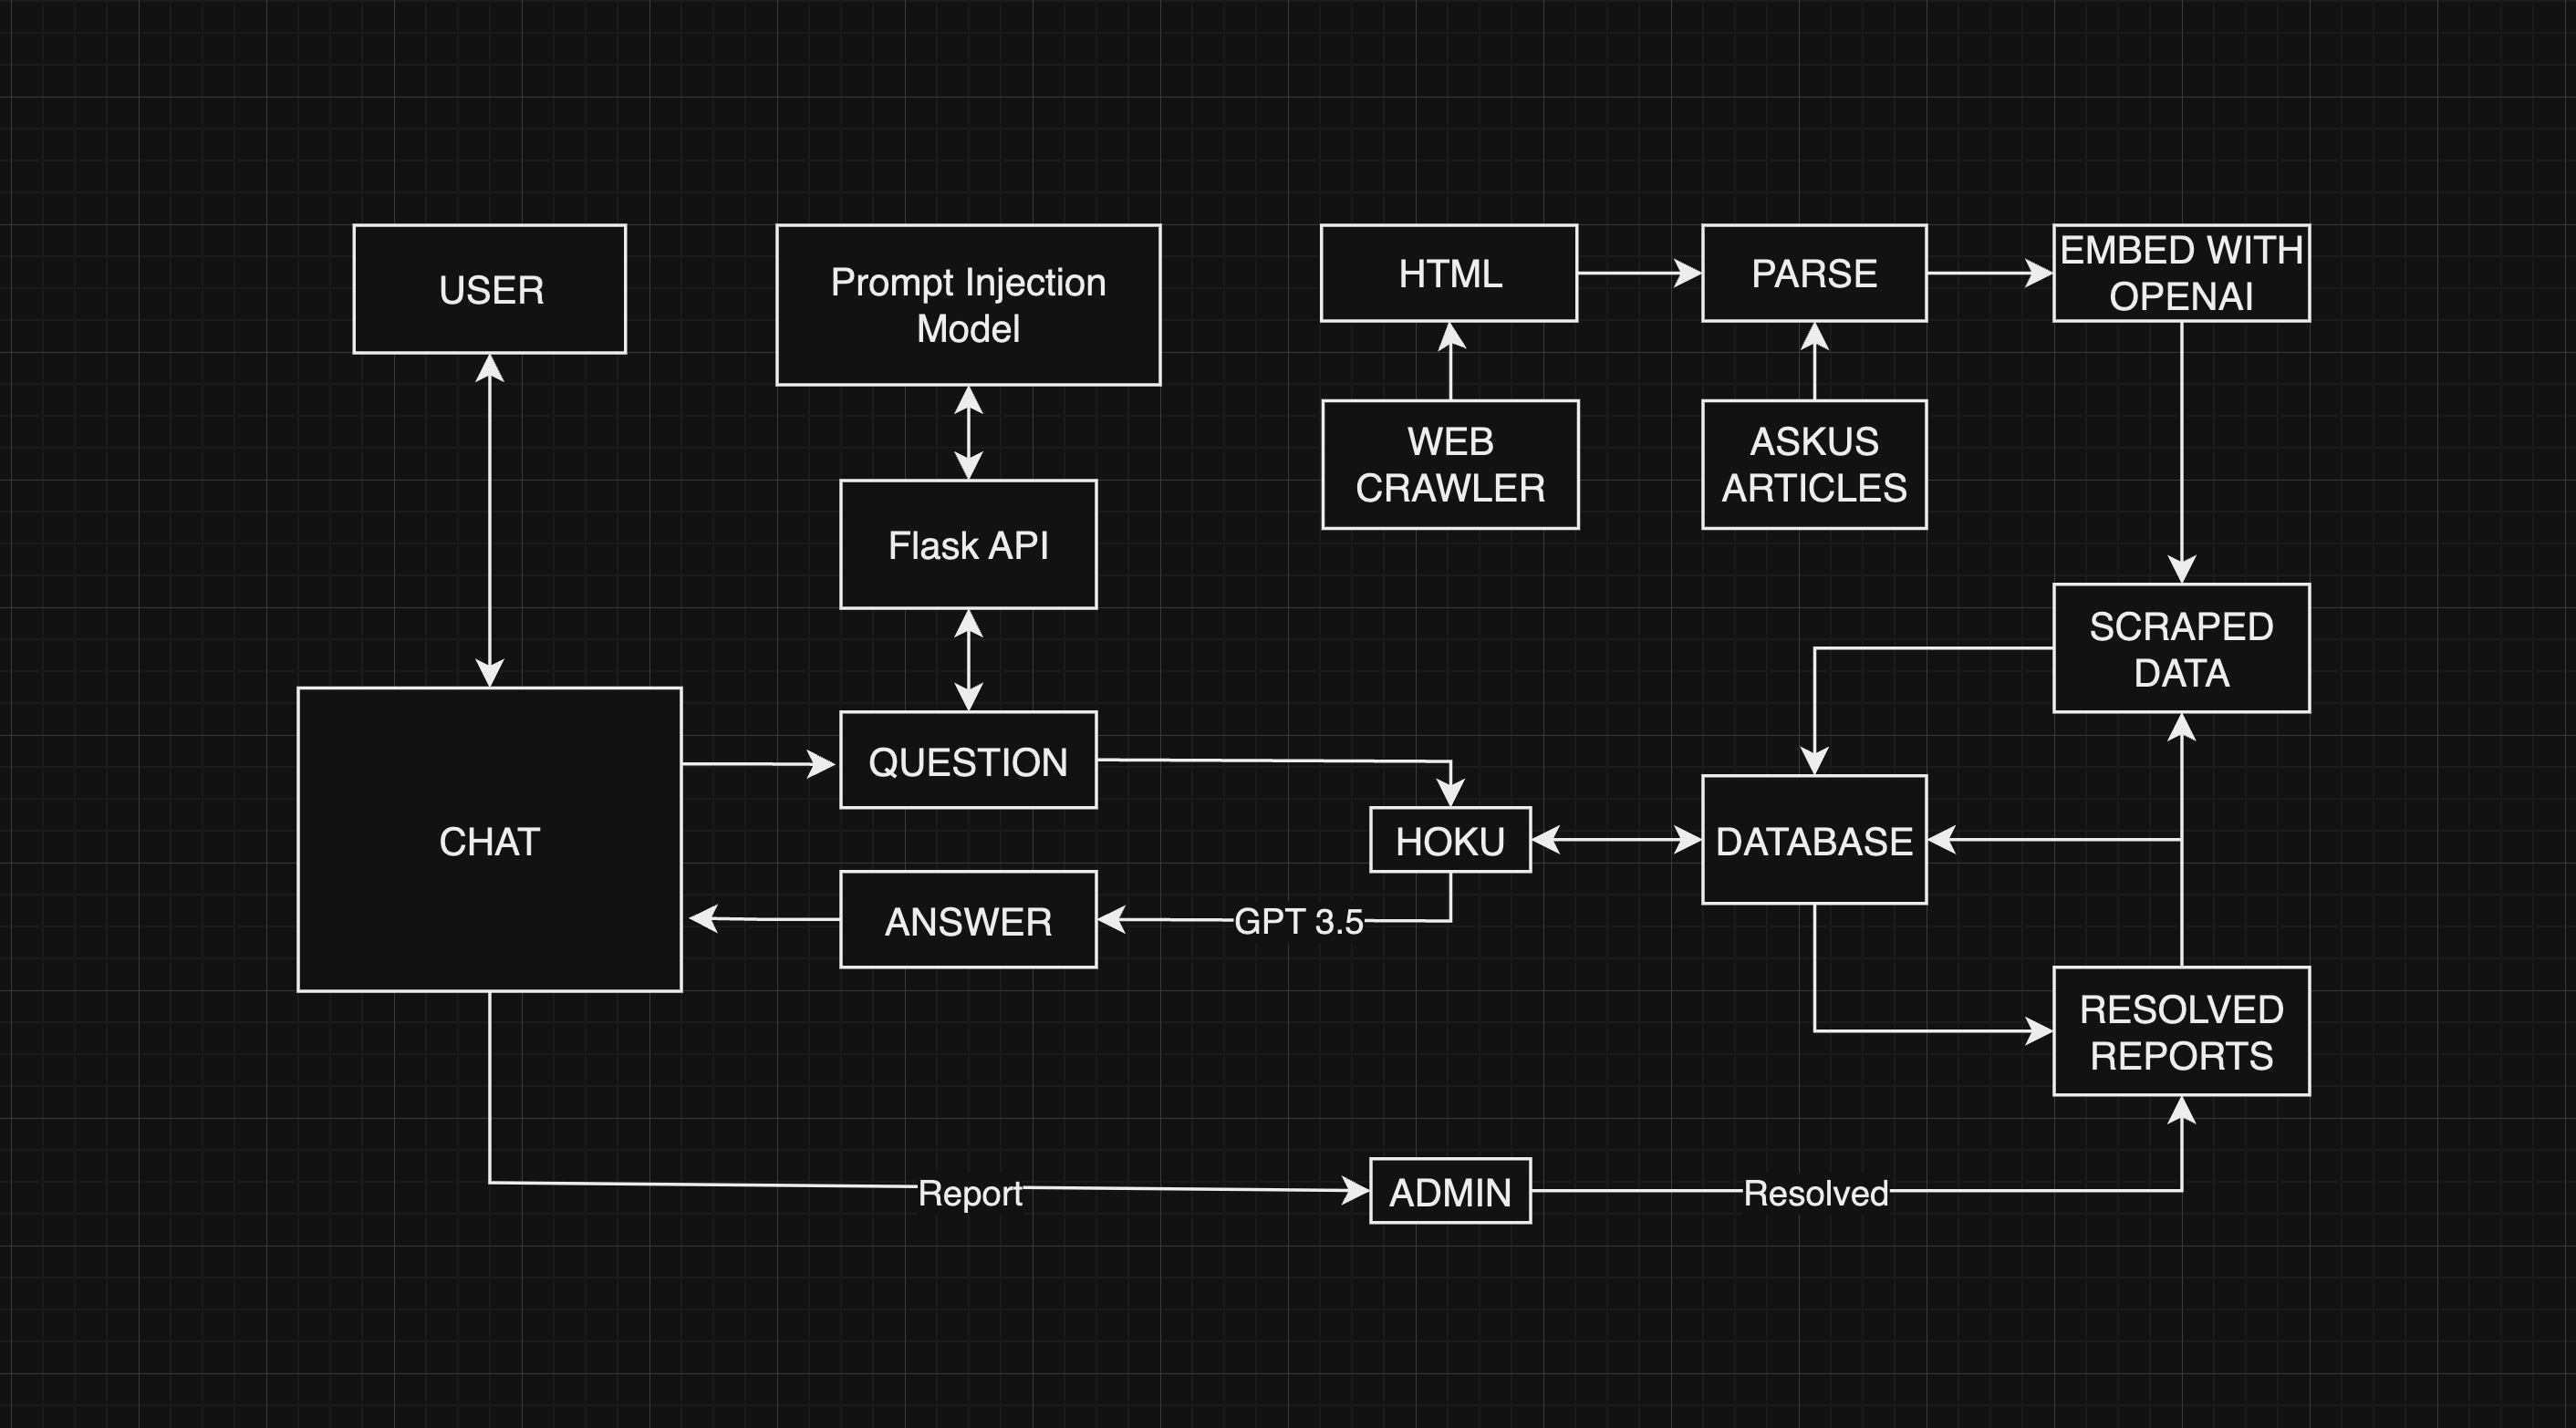 USER
Prompt Injection
Model
HTML
PARSE
EMBED WITH
OPENAI
WEB
CRAWLER
ASKUS
ARTICLES
Flask API
SCRAPED
DATA
QUESTION
CHAT
HOKU
DATABASE
ANSWER
GPT 3.5
RESOLVED
REPORTS
Report
ADMIN
Resolved